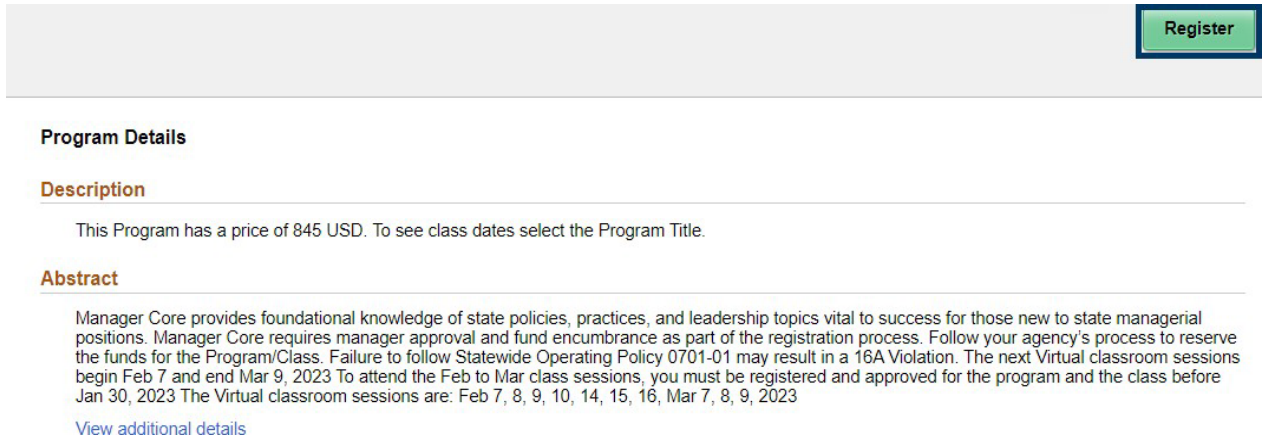 Register
Program Details
Description
This Program has a price of 845 USD. To see class dates select the Program Title.
Abstract
Manager Core provides foundational knowledge of state policies, practices, and leadership topics vital to success for those new to state managerial
positions. Manager Core requires manager approval and fund encumbrance as part of the registration process. Follow your agency's process to reserve
the funds for the Program/Class. Failure to follow Statewide Operating Policy 0701-01 may result in a 16A Violation. The next Virtual classroom sessions
begin Feb 7 and end Mar 9, 2023 To attend the Feb to Mar class sessions, you must be registered and approved for the program and the class before
Jan 30, 2023 The Virtual classroom sessions are: Feb 7, 8, 9, 10, 14, 15, 16, Mar 7, 8, 9, 2023
View additional details